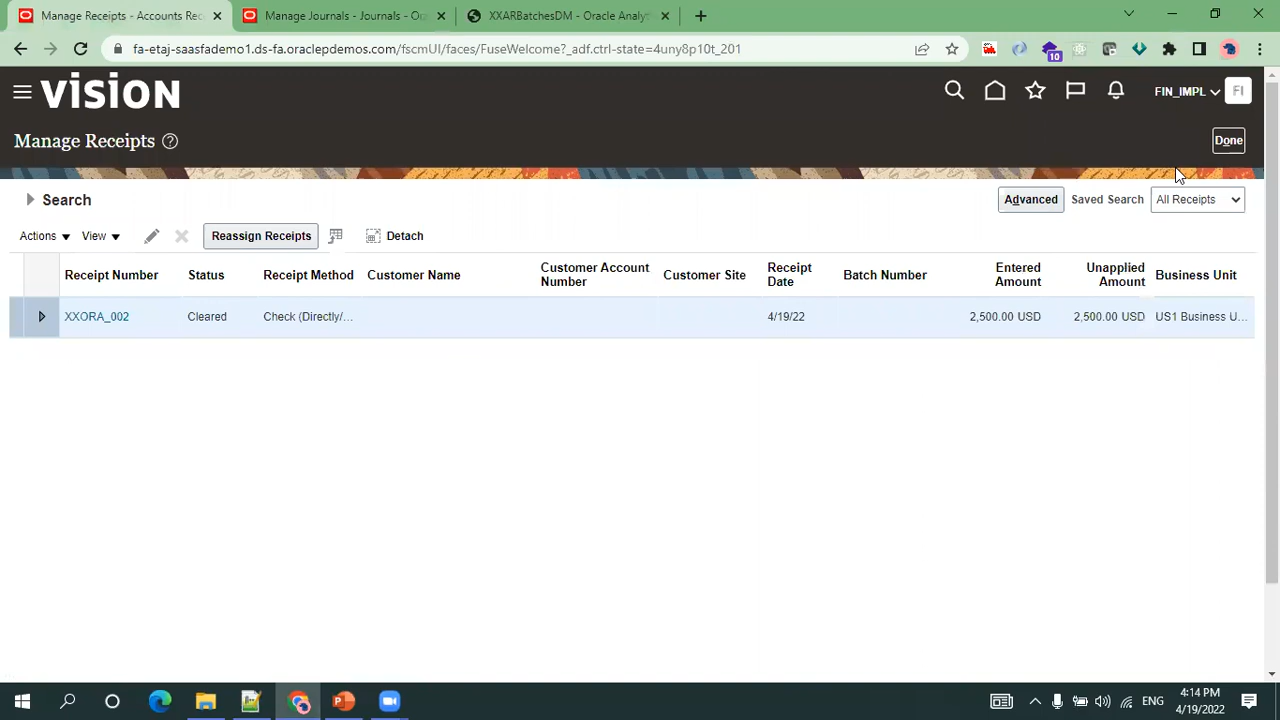 Manage Receipts - Accounts Rec
Manage Journals - Journals - Or
XXARBatchesDM - Oracle Analyt
fa-etaj-saasfademo1.ds-fa.oraclepdemos.com/fscmUI/faces/FuseWelcome?_adf.ctrl-state=4uny8p10t_201
10
VISION
FIN_IMPL
FI
Manage Receipts
Done
Search
Advanced
Saved Search
All Receipts
Actions
View
Reassign Receipts
Detach
Receipt Number
Status
Receipt Method
Customer Name
Customer Account Number
Customer Site
Receipt Date
Batch Number
Entered Amount
Unapplied Amount
Business Unit
XXORA_002
Cleared
Check (Directly/...
4/19/22
2,500.00 USD
2,500.00 USD
US1 Business U...
ENG
4:14 PM
4/19/2022